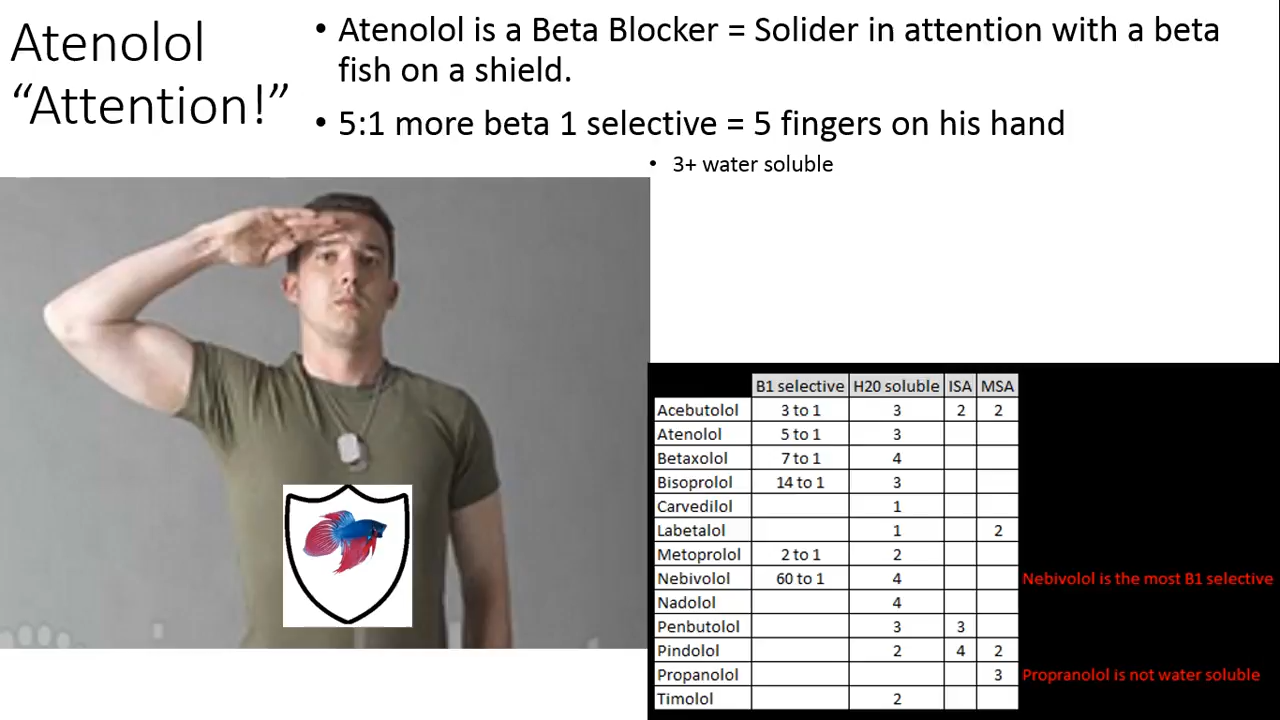 Atenolol
“Attention!”
• Atenolol is a Beta Blocker = Solider in attention with a beta
fish on a shield.
• 5:1 more beta 1 selective = 5 fingers on his hand
• 3+ water soluble
B1 selective H20 soluble ISA MSA
Acebutolol 3 to 1 3 2 2
Atenolol 5 to 1 3
Betaxolol 7 to 1 4
Bisoprolol 14 to 1 3
Carvedilol 1
Labetalol 1 2
Metoprolol 2 to 1 2
Nebivolol 60 to 1 4 Nebivolol is the most B1 selective
Nadolol 4
Penbutolol 3 3
Pindolol 2 4 2
Propanolol 3 Propranolol is not water soluble
Timolol 2